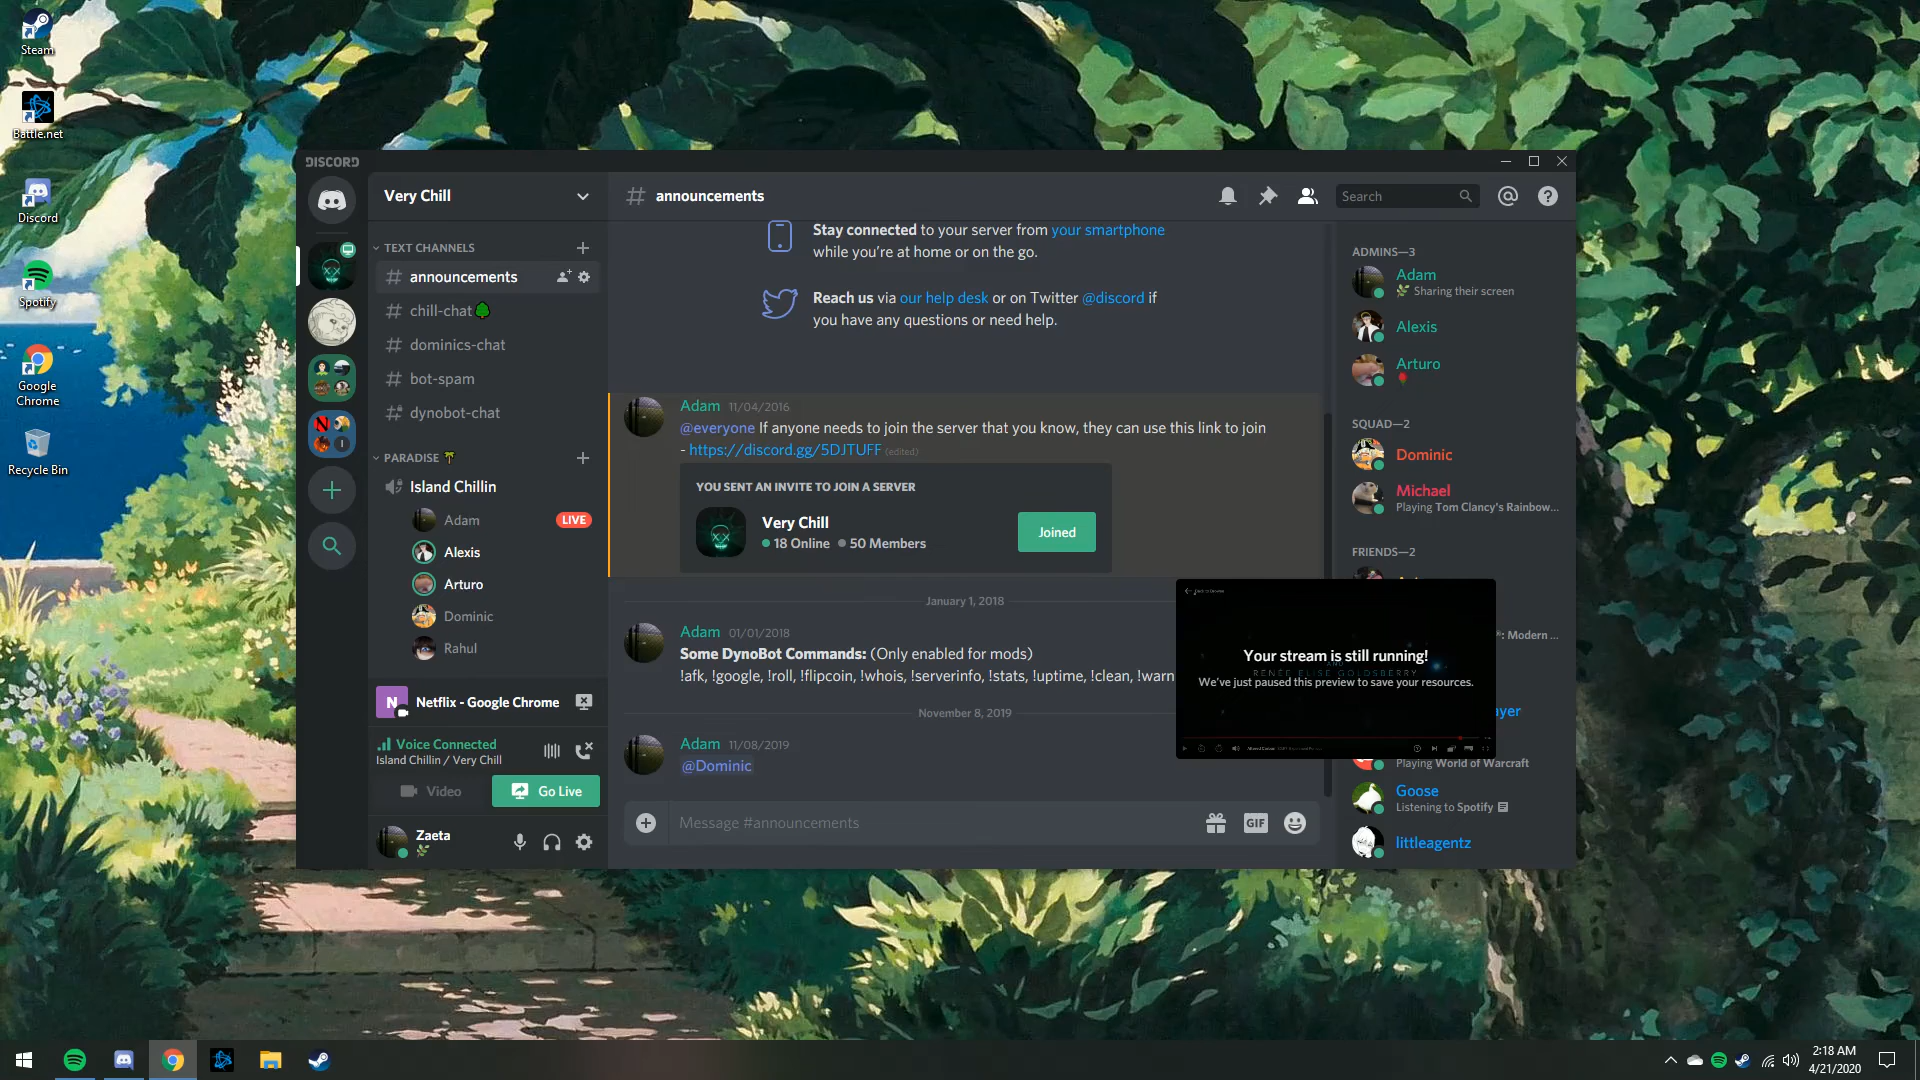 Steam
Battle.net
Discord
Spotify
Google
Chrome
Recycle Bin
DISCORD
Very Chill
TEXT CHANNELS
announcements
chill-chat
dominics-chat
bot-spam
dynobot-chat
PARADISE
Island Chillin
Adam
LIVE
Alexis
Arturo
Dominic
Rahul
N
Netflix - Google Chrome
Voice Connected
Island Chillin / Very Chill
Video
Go Live
Zaeta
# announcements
Search
Stay connected to your server from your smartphone
while you're at home or on the go.
Reach us via our help desk or on Twitter @discord if
you have any questions or need help.
Adam 11/04/2016
@everyone If anyone needs to join the server that you know, they can use this link to join
- https://discord.gg/5DJTUFF (edited)
YOU SENT AN INVITE TO JOIN A SERVER
Very Chill
18 Online 50 Members
Joined
January 1, 2018
Adam 01/01/2018
Some DynoBot Commands: (Only enabled for mods)
!afk, !google, !roll, !flipcoin, !whois, !serverinfo, !stats, !uptime, !clean, !warn
November 8, 2019
Adam 11/08/2019
@Dominic
Message #announcements
GIF
ADMINS—3
Adam
Sharing their screen
Alexis
Arturo
SQUAD—2
Dominic
Michael
Playing Tom Clancy's Rainbow...
FRIENDS—2
: Modern ...
Back to Browse
Your stream is still running!
AND
RENÉE ELISE GOLDSBERRY
We've just paused this preview to save your resources.
ayer
Playing World of Warcraft
Goose
Listening to Spotify
littleagentz
2:18 AM
4/21/2020